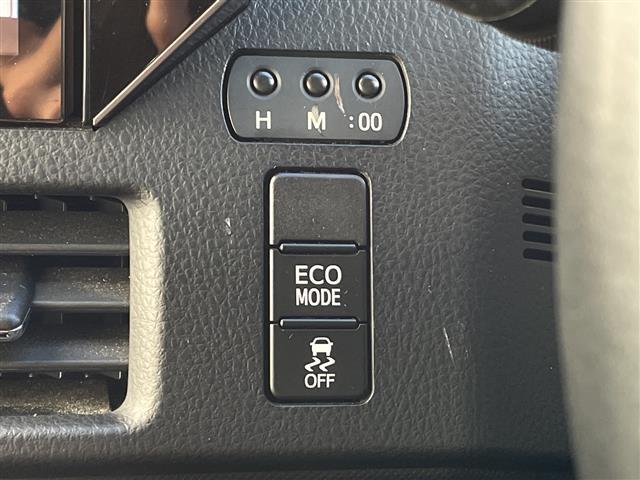 H M :00
ECO
MODE
OFF